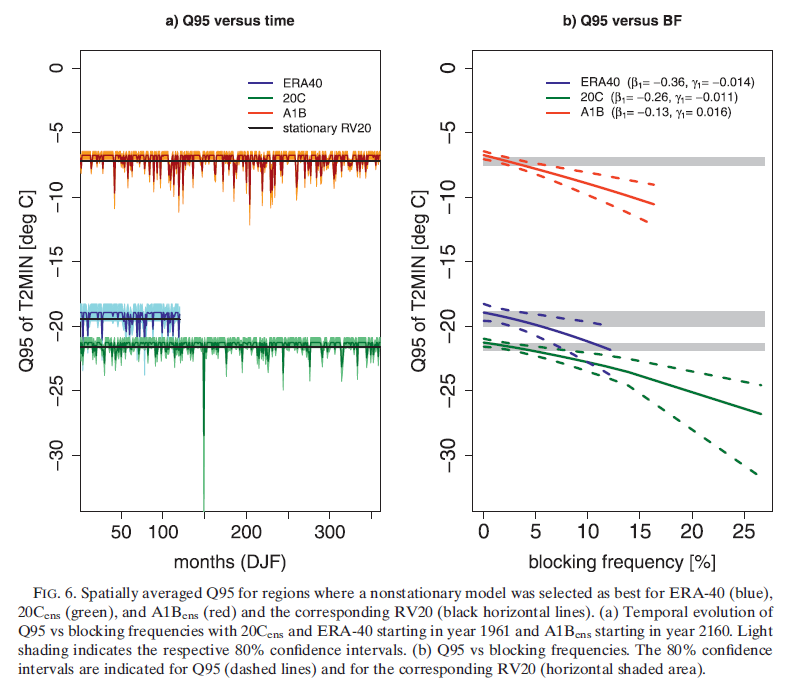 a) Q95 versus time
b) Q95 versus BF
Q95 of T2MIN [deg C]
0
−5
−10
−15
−20
−25
−30
ERA40
20C
A1B
stationary RV20
50
100
200
300
months (DJF)
Q95 of T2MIN [deg C]
0
−5
−10
−15
−20
−25
−30
ERA40 (β1= −0.36, γ1= −0.014)
20C (β1= −0.26, γ1= −0.011)
A1B (β1= −0.13, γ1= 0.016)
0
5
10
15
20
25
blocking frequency [%]
FIG. 6. Spatially averaged Q95 for regions where a nonstationary model was selected as best for ERA-40 (blue),
20Cens (green), and A1Bens (red) and the corresponding RV20 (black horizontal lines). (a) Temporal evolution of
Q95 vs blocking frequencies with 20Cens and ERA-40 starting in year 1961 and A1Bens starting in year 2160. Light
shading indicates the respective 80% confidence intervals. (b) Q95 vs blocking frequencies. The 80% confidence
intervals are indicated for Q95 (dashed lines) and for the corresponding RV20 (horizontal shaded area).